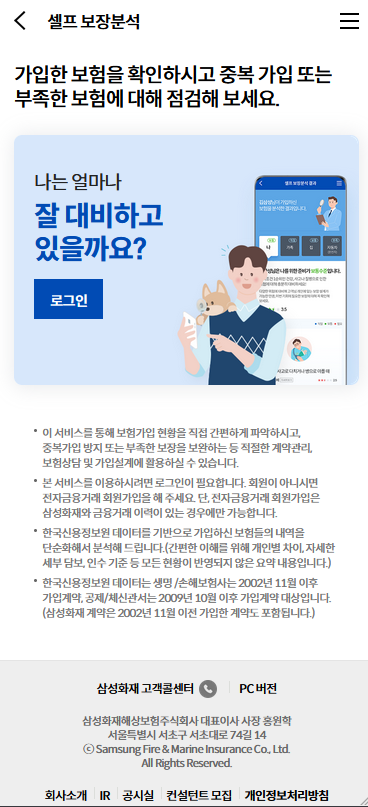 셀프 보장분석
가입한 보험을 확인하시고 중복 가입 또는
부족한 보험에 대해 점검해 보세요.
나는 얼마나
잘 대비하고
있을까요?
로그인
셀프 보장분석 결과
나
가족
집
자동차
• 이 서비스를 통해 보험가입 현황을 직접 간편하게 파악하시고,
중복가입 방지 또는 부족한 보장을 보완하는 등 적절한 계약관리,
보험상담 및 가입설계에 활용하실 수 있습니다.
• 본 서비스를 이용하시려면 로그인이 필요합니다. 회원이 아니시면
전자금융거래 회원가입을 해 주세요. 단, 전자금융거래 회원가입은
삼성화재와 금융거래 이력이 있는 경우에만 가능합니다.
• 한국신용정보원 데이터를 기반으로 가입하신 보험들의 내역을
단순화해서 분석해 드립니다.(간편한 이해를 위해 개인별 차이, 자세한
세부 담보, 인수 기준 등 모든 현황이 반영되지 않은 요약 내용입니다.)
• 한국신용정보원 데이터는 생명 /손해보험사는 2002년 11월 이후
가입계약, 공제/체신관서는 2009년 10월 이후 가입계약 대상입니다.
(삼성화재 계약은 2002년 11월 이전 가입한 계약도 포함됩니다.)
삼성화재 고객콜센터
PC 버전
삼성화재해상보험주식회사 대표이사 사장 홍원학
서울특별시 서초구 서초대로 74길 14
ⓒ Samsung Fire & Marine Insurance Co., Ltd.
All Rights Reserved.
회사소개 IR 공시실 컨설턴트 모집 개인정보처리방침